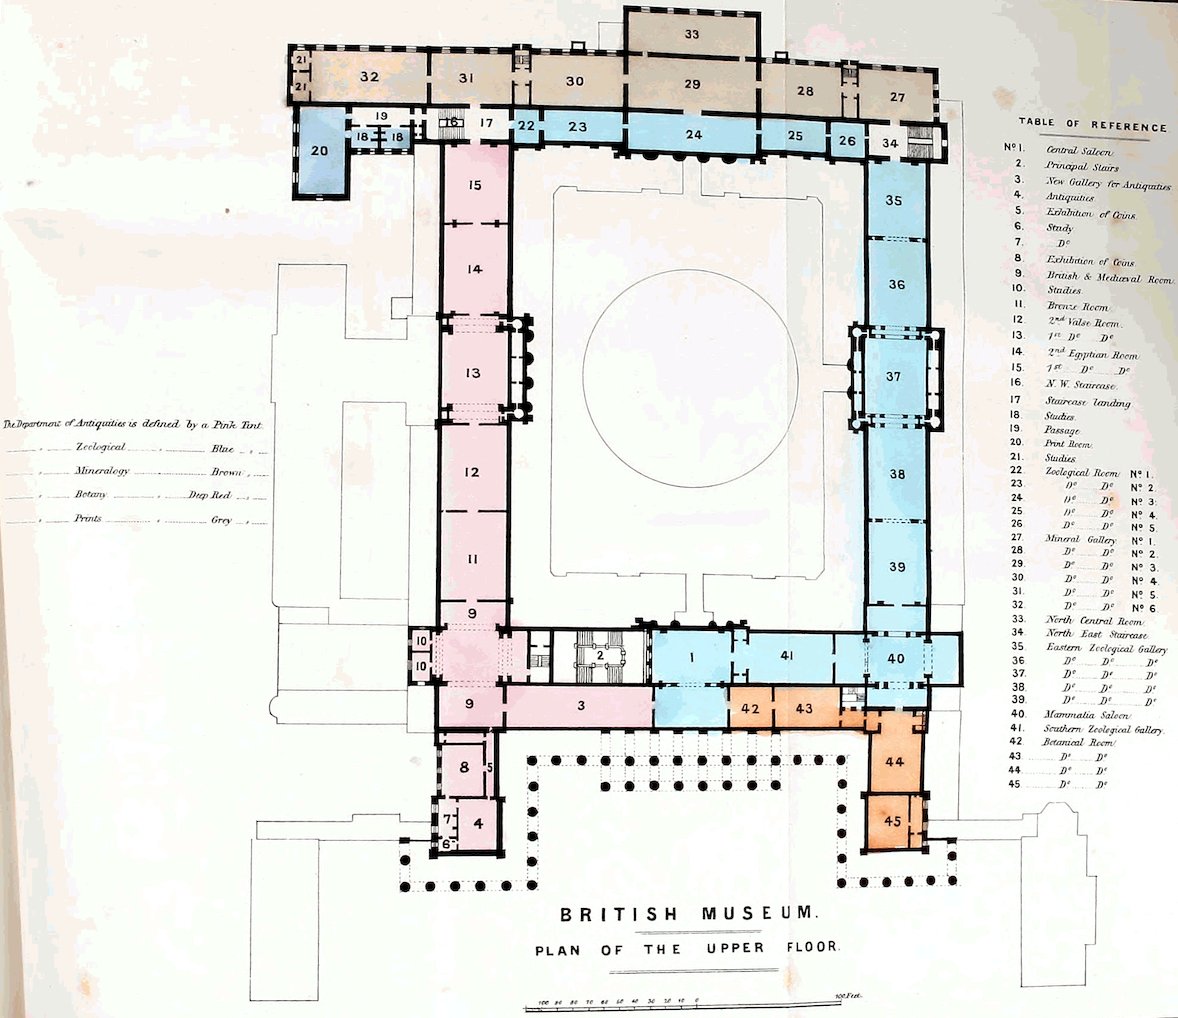 33
21
32
31
30
29
28
27
21
19
16
17
22
23
24
25
26
34
18
18
20
15
35
14
36
13
37
12
38
11
39
9
10
10
2
1
41
40
9
3
42
43
8
5
44
7
4
6
45
TABLE OF REFERENCE
Nº 1. Central Saloon
2. Principal Stairs
3. New Gallery for Antiquities
4. Antiquities
5. Exhibition of Coins.
6. Study
7. Dº
8. Exhibition of Coins
9. British & Mediæval Room.
10. Studies
11. Bronze Room
12. 2nd Valse Room.
13. 1st Dº Dº
14. 2nd Egyptian Room
15. 1st Dº Dº
16. N. W. Staircase.
17 Staircase landing
18 Studies.
19. Passage
20. Print Room.
21. Studies.
22. Zoological Room Nº 1.
23. Dº Dº Nº 2.
24. Dº Dº Nº 3.
25. Dº Dº Nº 4.
26. Dº Dº Nº 5.
27. Mineral Gallery Nº 1.
28. Dº Dº Nº 2.
29. Dº Dº Nº 3.
30. Dº Dº Nº 4.
31. Dº Dº Nº 5.
32. Dº Dº Nº 6.
33. North Central Room
34. North East Staircase
35. Eastern Zoological Gallery
36 Dº Dº Dº
37. Dº Dº Dº
38. Dº Dº Dº
39. Dº Dº Dº
40. Mammalia Saloon
41. Southern Zoological Gallery.
42. Botanical Room
43 Dº Dº
44 Dº Dº
45 Dº Dº
The Department of Antiquities is defined by a Pink Tint.
„ Zoological „ Blue „
„ Mineralogy „ Brown „
„ Botany „ Deep Red „
„ Prints „ Grey „
BRITISH MUSEUM.
PLAN OF THE UPPER FLOOR.
100 90 80 70 60 50 40 30 20 10 0 100 Feet.